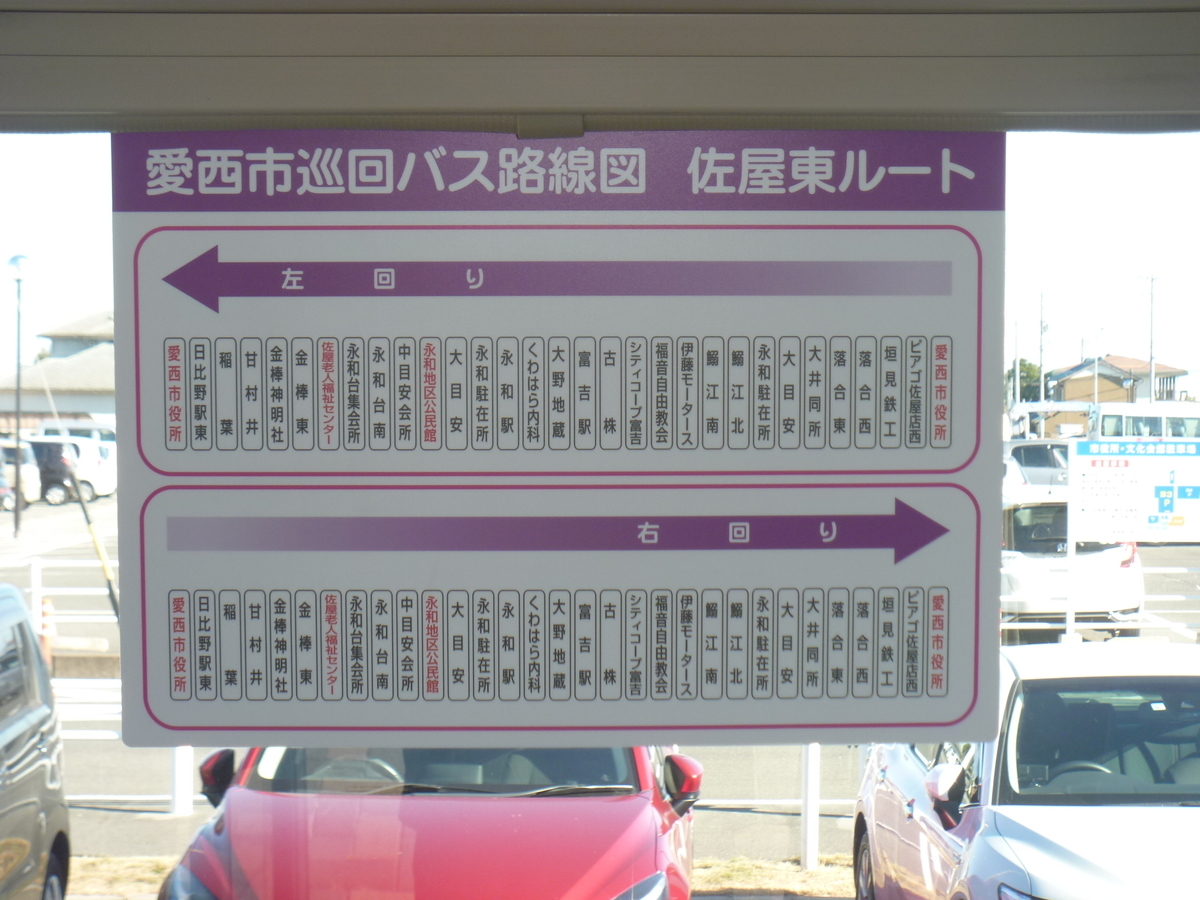 愛西市巡回バス路線図 佐屋東ルート
左回り
愛西市役所
日比野駅東
稲葉
甘村井
金棒神明社
金棒東
佐屋老人福祉センター
永和台集会所
永和台南
中目安会所
永和地区公民館
大目安
永和駐在所
永和駅
くわはら内科
大野地蔵
富吉駅
古株
シティコープ富吉
福音自由教会
伊藤モータース
鰯江南
鰯江北
永和駐在所
大目安
大井同所
落合東
落合西
垣見鉄工
ピアゴ佐屋店西
愛西市役所
右回り
愛西市役所
日比野駅東
稲葉
甘村井
金棒神明社
金棒東
佐屋老人福祉センター
永和台集会所
永和台南
中目安会所
永和地区公民館
大目安
永和駐在所
永和駅
くわはら内科
大野地蔵
富吉駅
古株
シティコープ富吉
福音自由教会
伊藤モータース
鰯江南
鰯江北
永和駐在所
大目安
大井同所
落合東
落合西
垣見鉄工
ピアゴ佐屋店西
愛西市役所